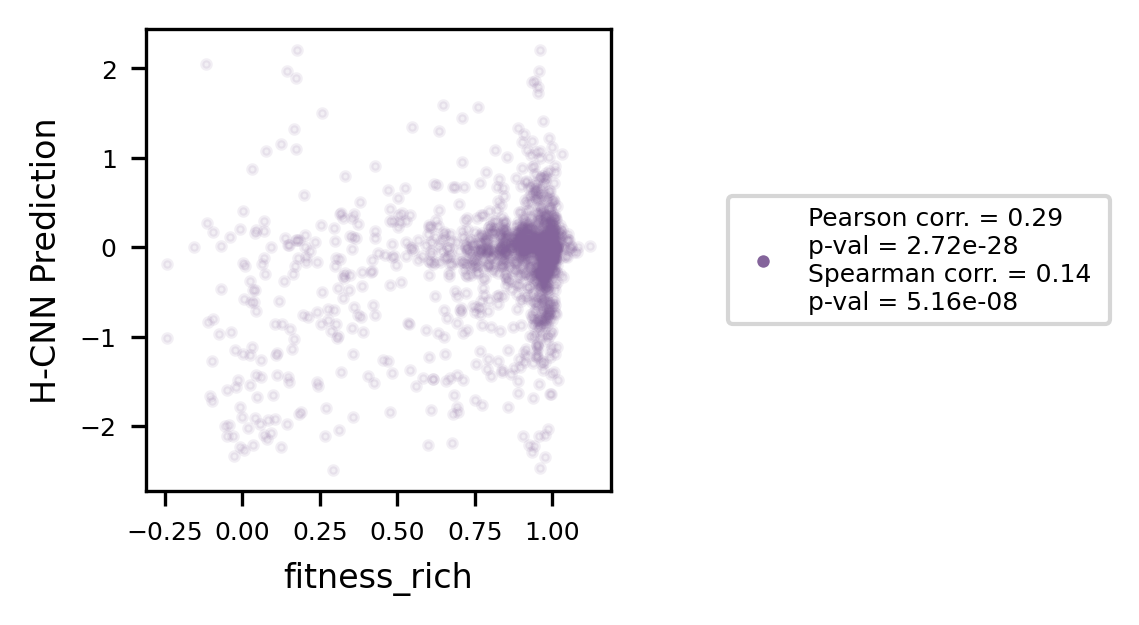 2
1
0
−1
−2
H-CNN Prediction
−0.25 0.00 0.25 0.50 0.75 1.00
fitness_rich
Pearson corr. = 0.29
p-val = 2.72e-28
Spearman corr. = 0.14
p-val = 5.16e-08